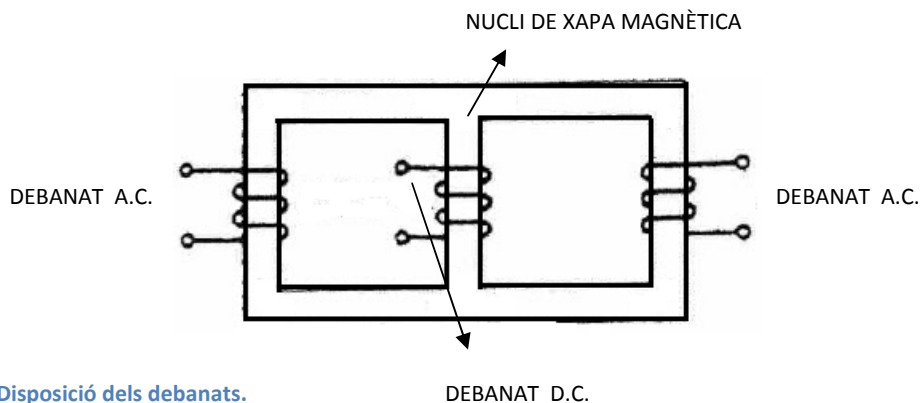 NUCLI DE XAPA MAGNÈTICA
DEBANAT A.C.
DEBANAT A.C.
Disposició dels debanats.
DEBANAT D.C.